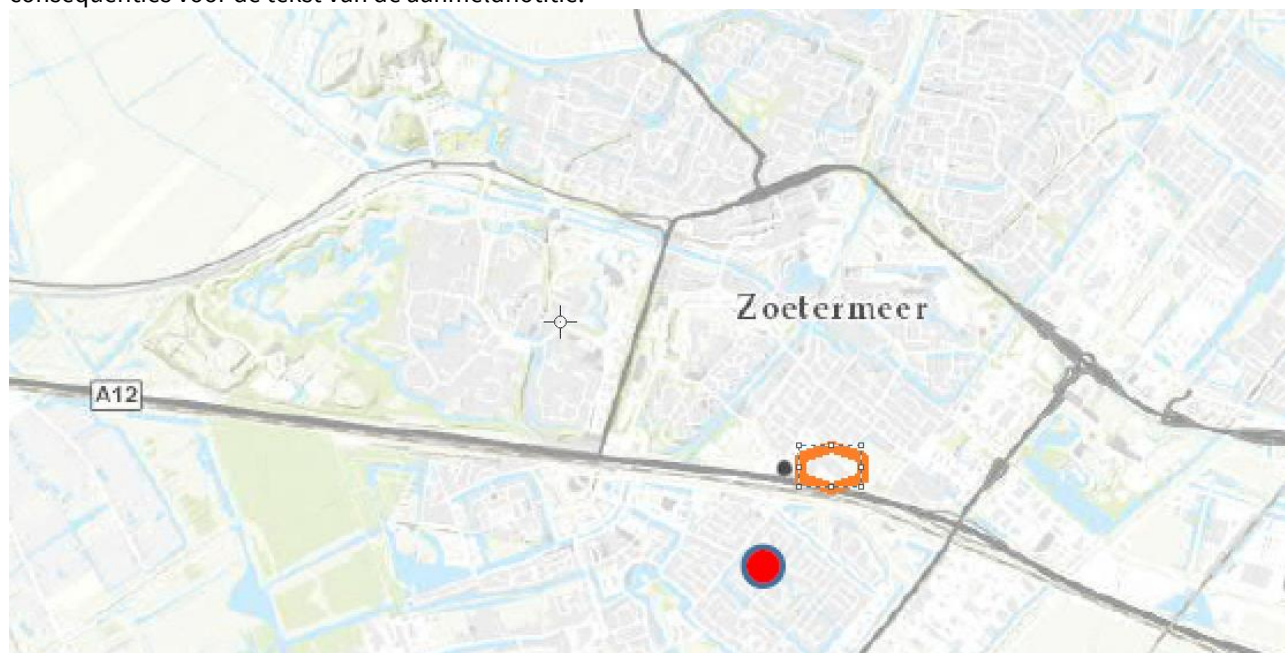 consequenties voor de tekst van de aanmeldnotitie.
Zoetermeer
A12